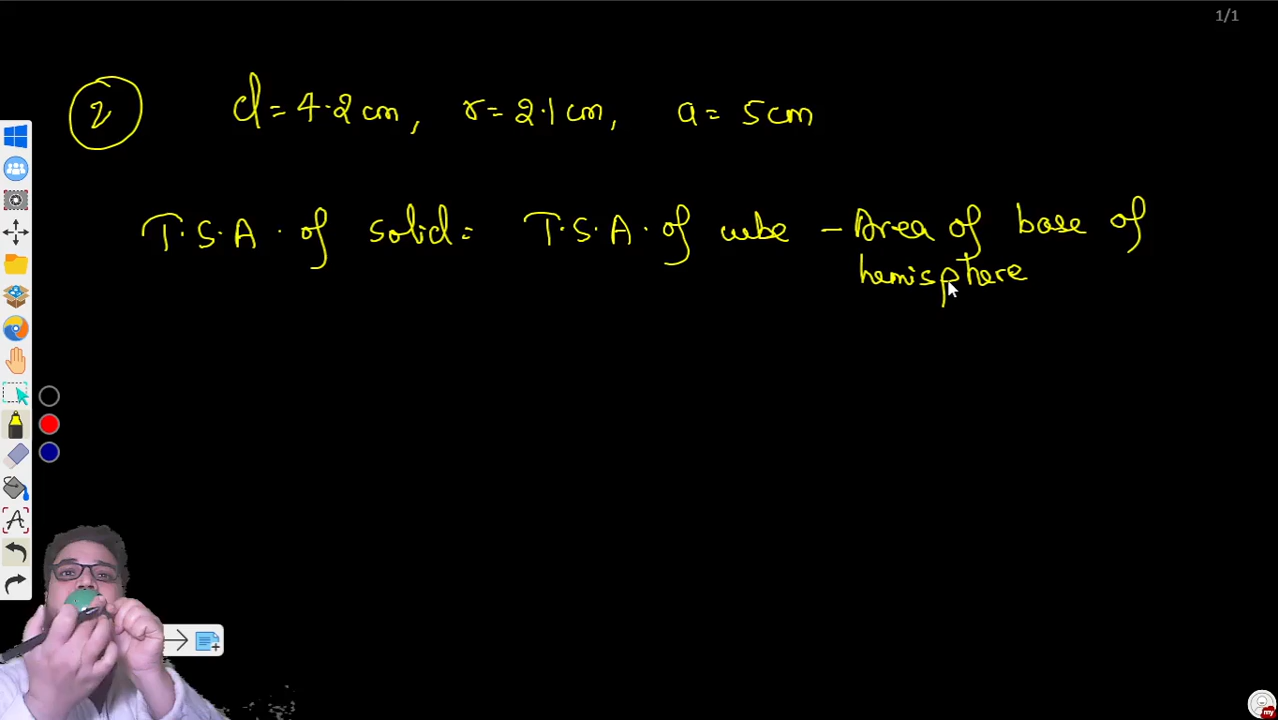 1/1
2 d = 4.2 cm, r = 2.1 cm, a = 5 cm
T.S.A. of solid = T.S.A. of cube - Area of base of
hemisphere
A
my